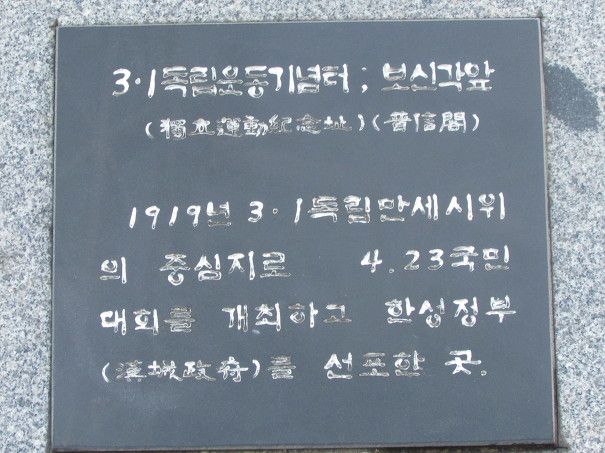 3·1독립운동기념터 ; 보신각앞
(獨立運動紀念址)(普信閣)
1919년 3·1독립만세시위
의 중심지로 4.23국민
대회를 개최하고 한성정부
(漢城政府)를 선포한 곳.